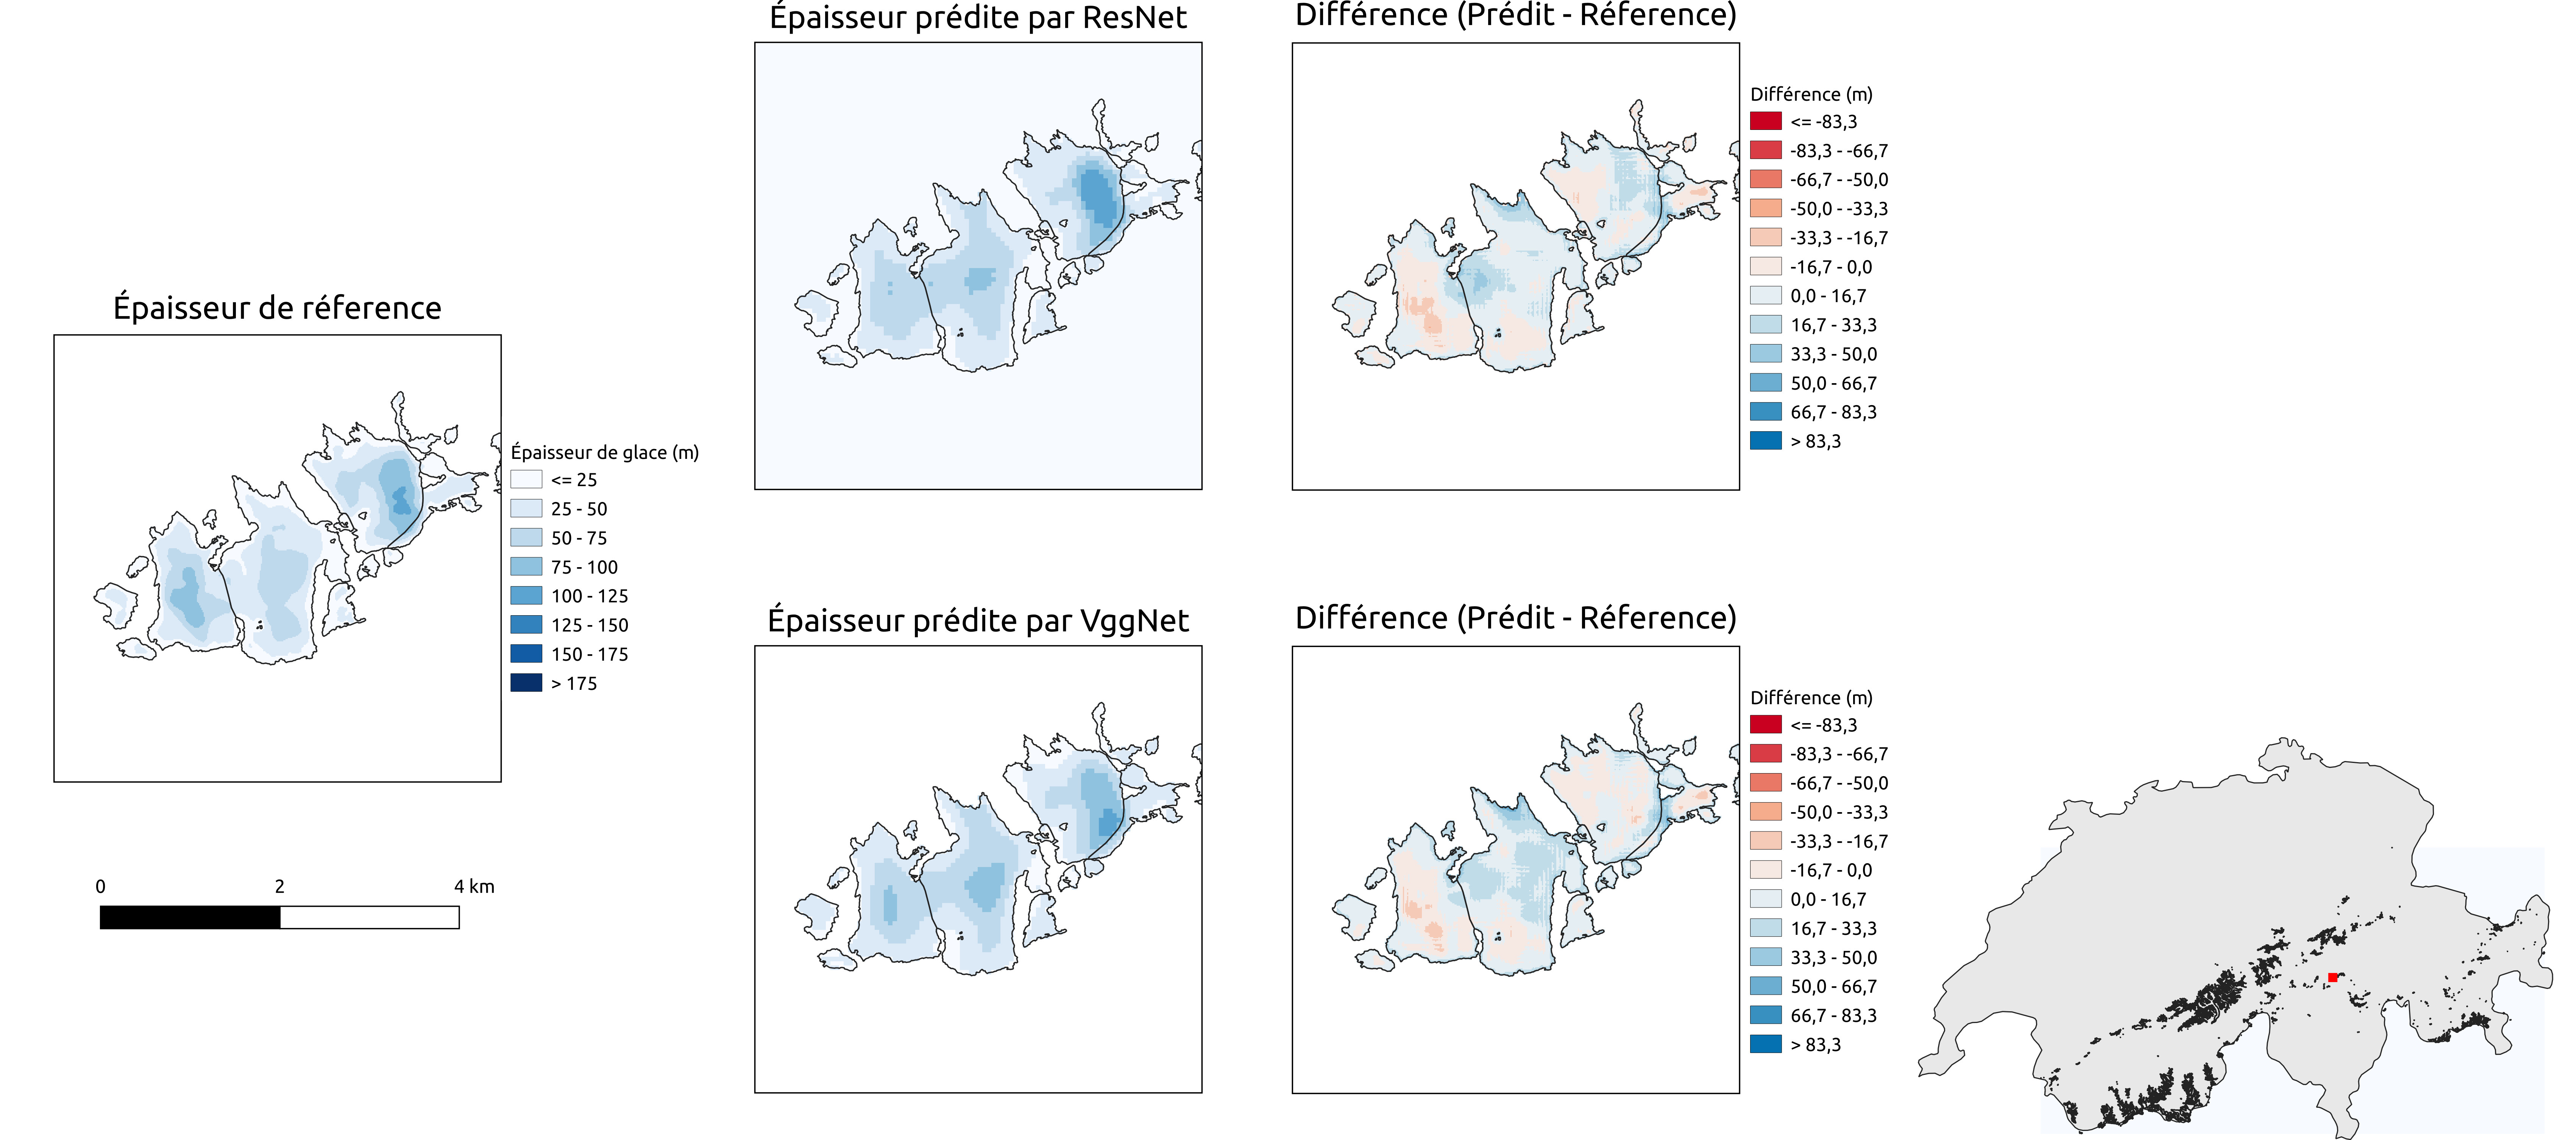 Épaisseur prédite par ResNet
Différence (Prédit - Réference)
Différence (m)
<= -83,3
-83,3 - -66,7
-66,7 - -50,0
-50,0 - -33,3
-33,3 - -16,7
-16,7 - 0,0
0,0 - 16,7
16,7 - 33,3
33,3 - 50,0
50,0 - 66,7
66,7 - 83,3
> 83,3
Épaisseur de réference
Épaisseur de glace (m)
<= 25
25 - 50
50 - 75
75 - 100
100 - 125
125 - 150
150 - 175
> 175
0 2 4 km
Épaisseur prédite par VggNet
Différence (Prédit - Réference)
Différence (m)
<= -83,3
-83,3 - -66,7
-66,7 - -50,0
-50,0 - -33,3
-33,3 - -16,7
-16,7 - 0,0
0,0 - 16,7
16,7 - 33,3
33,3 - 50,0
50,0 - 66,7
66,7 - 83,3
> 83,3